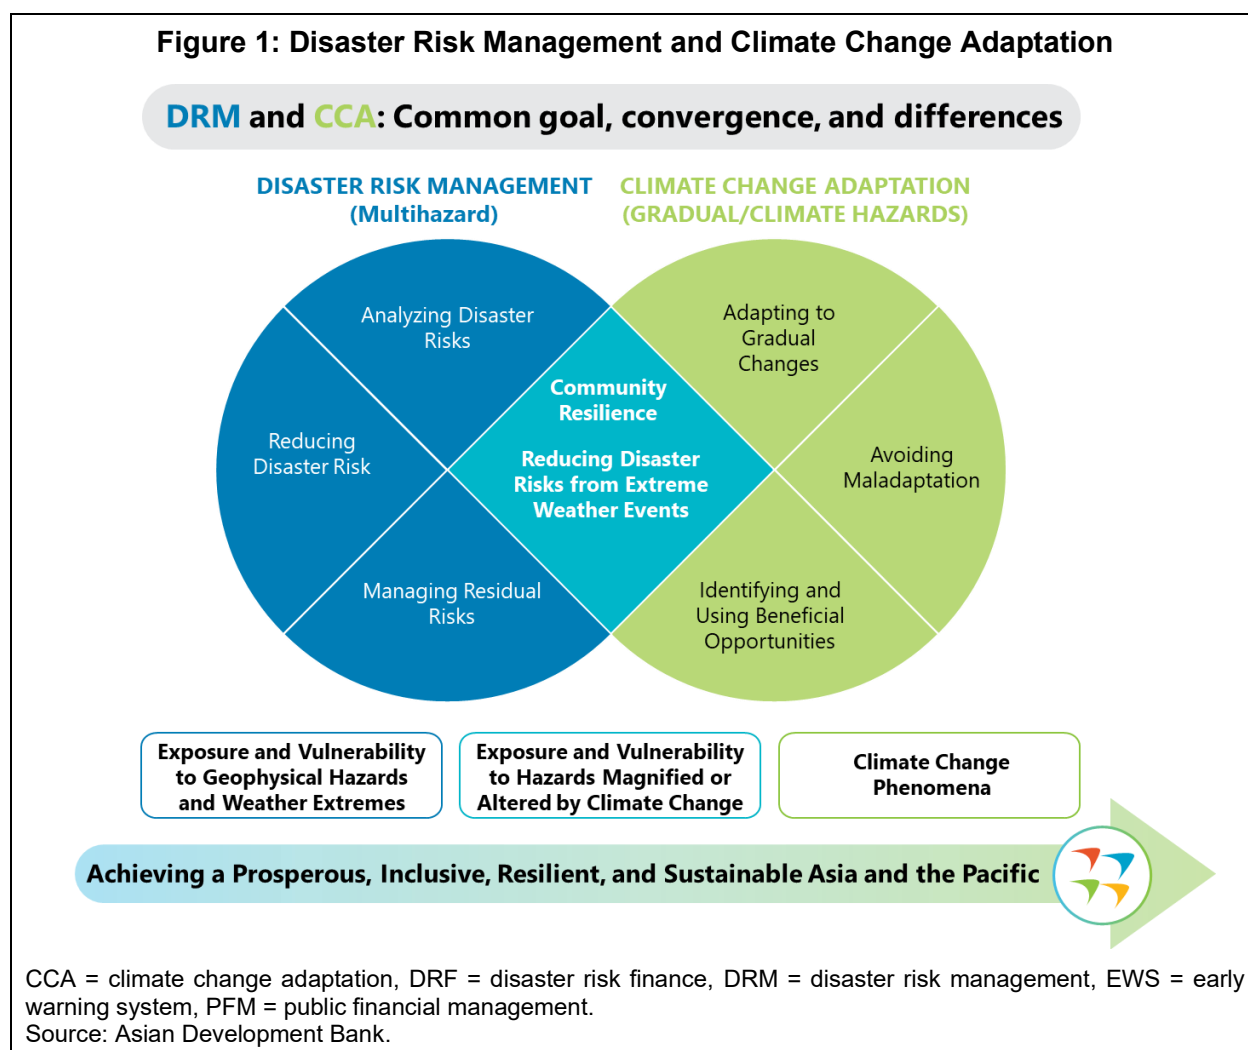 Figure 1: Disaster Risk Management and Climate Change Adaptation
DRM and CCA: Common goal, convergence, and differences
DISASTER RISK MANAGEMENT
(Multihazard)
CLIMATE CHANGE ADAPTATION
(GRADUAL/CLIMATE HAZARDS)
Analyzing Disaster
Risks
Reducing
Disaster Risk
Managing Residual
Risks
Community
Resilience
Reducing Disaster
Risks from Extreme
Weather Events
Adapting to
Gradual
Changes
Avoiding
Maladaptation
Identifying and
Using Beneficial
Opportunities
Exposure and Vulnerability
to Geophysical Hazards
and Weather Extremes
Exposure and Vulnerability
to Hazards Magnified or
Altered by Climate Change
Climate Change
Phenomena
Achieving a Prosperous, Inclusive, Resilient, and Sustainable Asia and the Pacific
CCA = climate change adaptation, DRF = disaster risk finance, DRM = disaster risk management, EWS = early
warning system, PFM = public financial management.
Source: Asian Development Bank.